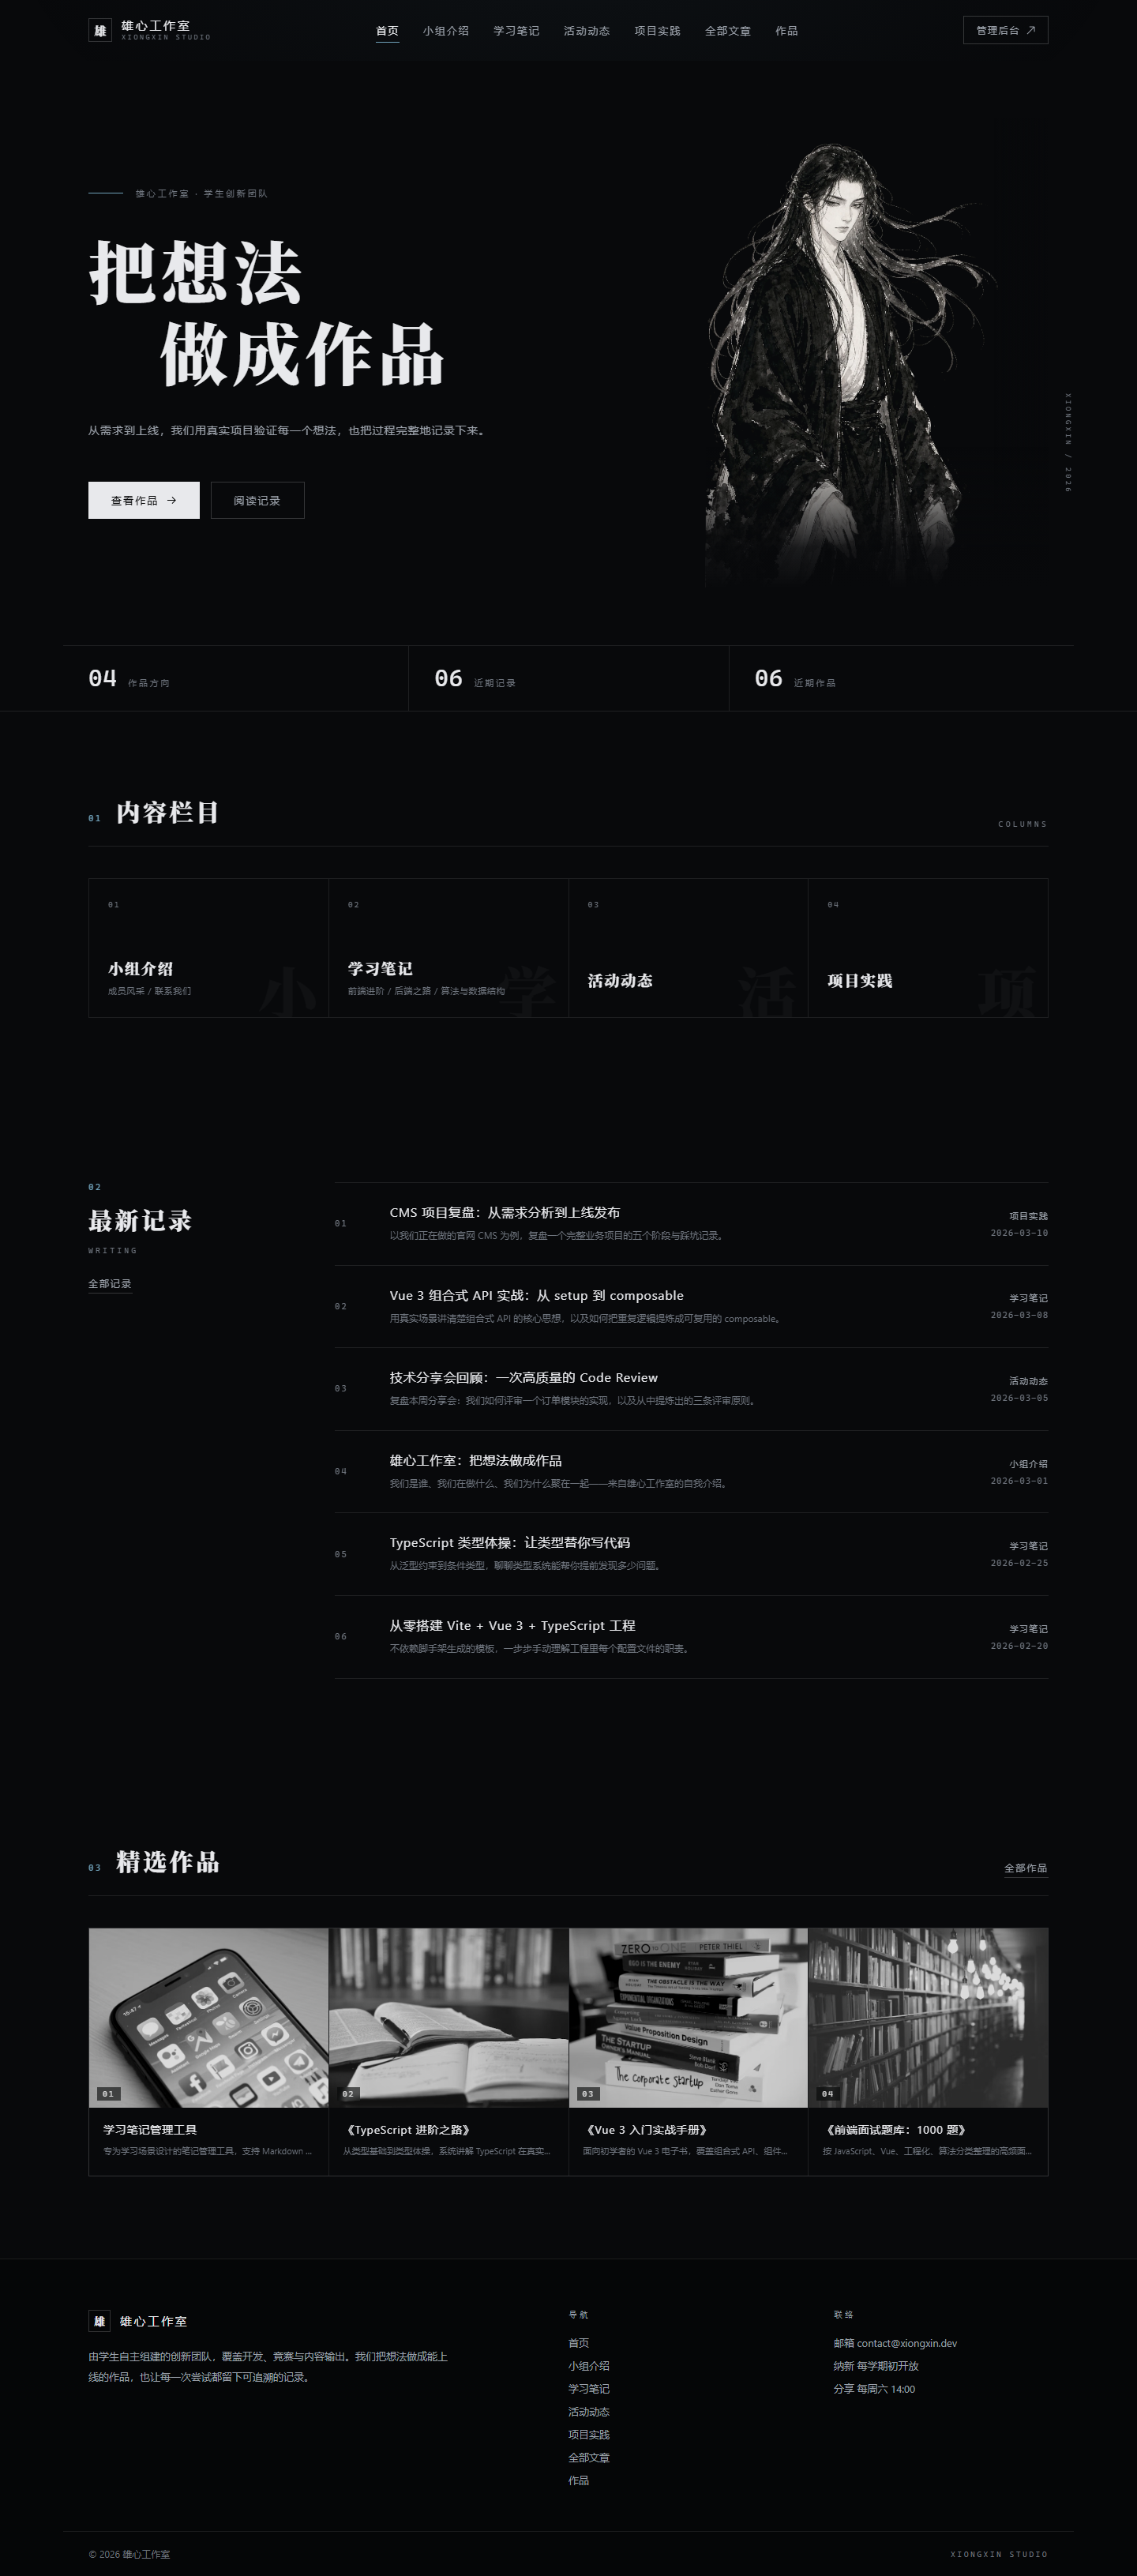 雄 雄心工作室
XIONGXIN STUDIO
首页 小组介绍 学习笔记 活动动态 项目实践 全部文章 作品
管理后台 ↗
雄心工作室 · 学生创新团队
把想法
做成作品
从需求到上线，我们用真实项目验证每一个想法，也把过程完整地记录下来。
查看作品 →
阅读记录
XIONGXIN / 2026
04 作品方向
06 近期记录
06 近期作品
01 内容栏目
COLUMNS
01
小组介绍
成员风采 / 联系我们
小
02
学习笔记
前端进阶 / 后端之路 / 算法与数据结构
学
03
活动动态
活
04
项目实践
项
02
最新记录
WRITING
全部记录
01
CMS 项目复盘：从需求分析到上线发布
以我们正在做的官网 CMS 为例，复盘一个完整业务项目的五个阶段与踩坑记录。
项目实践
2026-03-10
02
Vue 3 组合式 API 实战：从 setup 到 composable
用真实场景讲清楚组合式 API 的核心思想，以及如何把重复逻辑提炼成可复用的 composable。
学习笔记
2026-03-08
03
技术分享会回顾：一次高质量的 Code Review
复盘本周分享会：我们如何评审一个订单模块的实现，以及从中提炼出的三条评审原则。
活动动态
2026-03-05
04
雄心工作室：把想法做成作品
我们是谁、我们在做什么、我们为什么聚在一起——来自雄心工作室的自我介绍。
小组介绍
2026-03-01
05
TypeScript 类型体操：让类型替你写代码
从泛型约束到条件类型，聊聊类型系统能帮你提前发现多少问题。
学习笔记
2026-02-25
06
从零搭建 Vite + Vue 3 + TypeScript 工程
不依赖脚手架生成的模板，一步步手动理解工程里每个配置文件的职责。
学习笔记
2026-02-20
03 精选作品
全部作品
01
学习笔记管理工具
专为学习场景设计的笔记管理工具，支持 Markdown ...
02
《TypeScript 进阶之路》
从类型基础到类型体操，系统讲解 TypeScript 在真实...
ZERO TO ONE PETER THIEL
EGO IS THE ENEMY
THE OBSTACLE IS THE WAY
EXPONENTIAL ORGANIZATIONS
Value Proposition Design
THE STARTUP
OWNER'S MANUAL
Steve Blank
The corporate startup
03
《Vue 3 入门实战手册》
面向初学者的 Vue 3 电子书，覆盖组合式 API、组件...
04
《前端面试题库：1000 题》
按 JavaScript、Vue、工程化、算法分类整理的高频面...
雄 雄心工作室
由学生自主组建的创新团队，覆盖开发、竞赛与内容输出。我们把想法做成能上
线的作品，也让每一次尝试都留下可追溯的记录。
导航
首页
小组介绍
学习笔记
活动动态
项目实践
全部文章
作品
联络
邮箱 contact@xiongxin.dev
纳新 每学期初开放
分享 每周六 14:00
© 2026 雄心工作室
XIONGXIN STUDIO